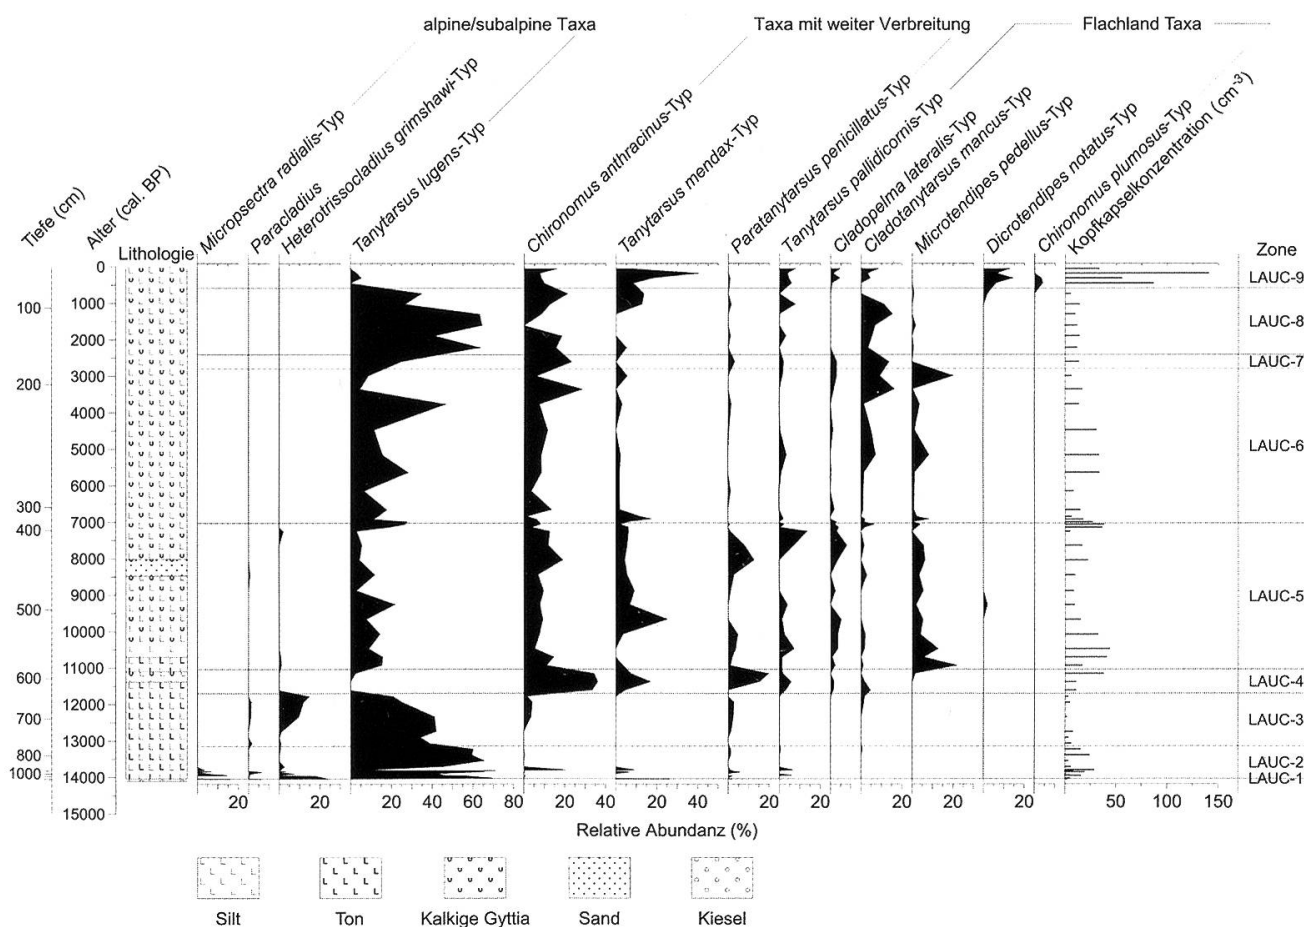 alpine/subalpine Taxa
Taxa mit weiter Verbreitung
Flachland Taxa
Tiefe (cm)
Alter (cal. BP)
Lithologie
Micropsectra radialis-Typ
Paracladius
Heterotrissocladius grimshawi-Typ
Tanytarsus lugens-Typ
Chironomus anthracinus-Typ
Tanytarsus mendax-Typ
Paratanytarsus penicillatus-Typ
Tanytarsus pallidicornis-Typ
Cladopelma lateralis-Typ
Cladotanytarsus mancus-Typ
Microtendipes pedellus-Typ
Dicrotendipes notatus-Typ
Chironomus plumosus-Typ
Kopfkapselkonzentration (cm-3)
Zone
0
LAUC-9
100 1000
LAUC-8
2000
LAUC-7
200 3000
4000
5000 LAUC-6
6000
300
400 7000
8000
9000 LAUC-5
500
10000
11000
600 LAUC-4
12000
700 LAUC-3
13000
800 LAUC-2
1000 14000 LAUC-1
15000
20 20 20 40 60 80 20 40 20 40 20 20 20 20 20 20 50 100 150
Relative Abundanz (%)
Silt Ton Kalkige Gyttia Sand Kiesel